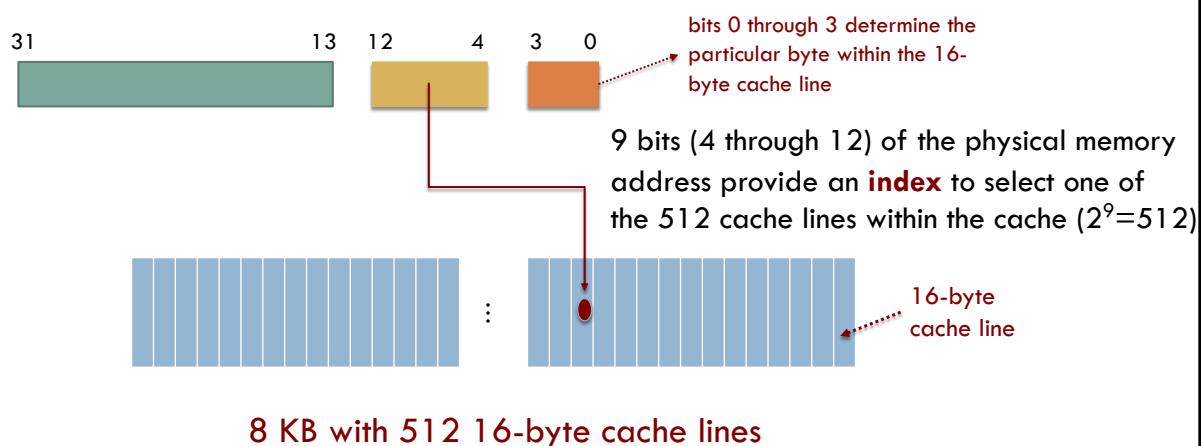 31 13 12 4 3 0
bits 0 through 3 determine the
particular byte within the 16-
byte cache line
9 bits (4 through 12) of the physical memory
address provide an index to select one of
the 512 cache lines within the cache (2⁹=512)
⋮
16-byte
cache line
8 KB with 512 16-byte cache lines